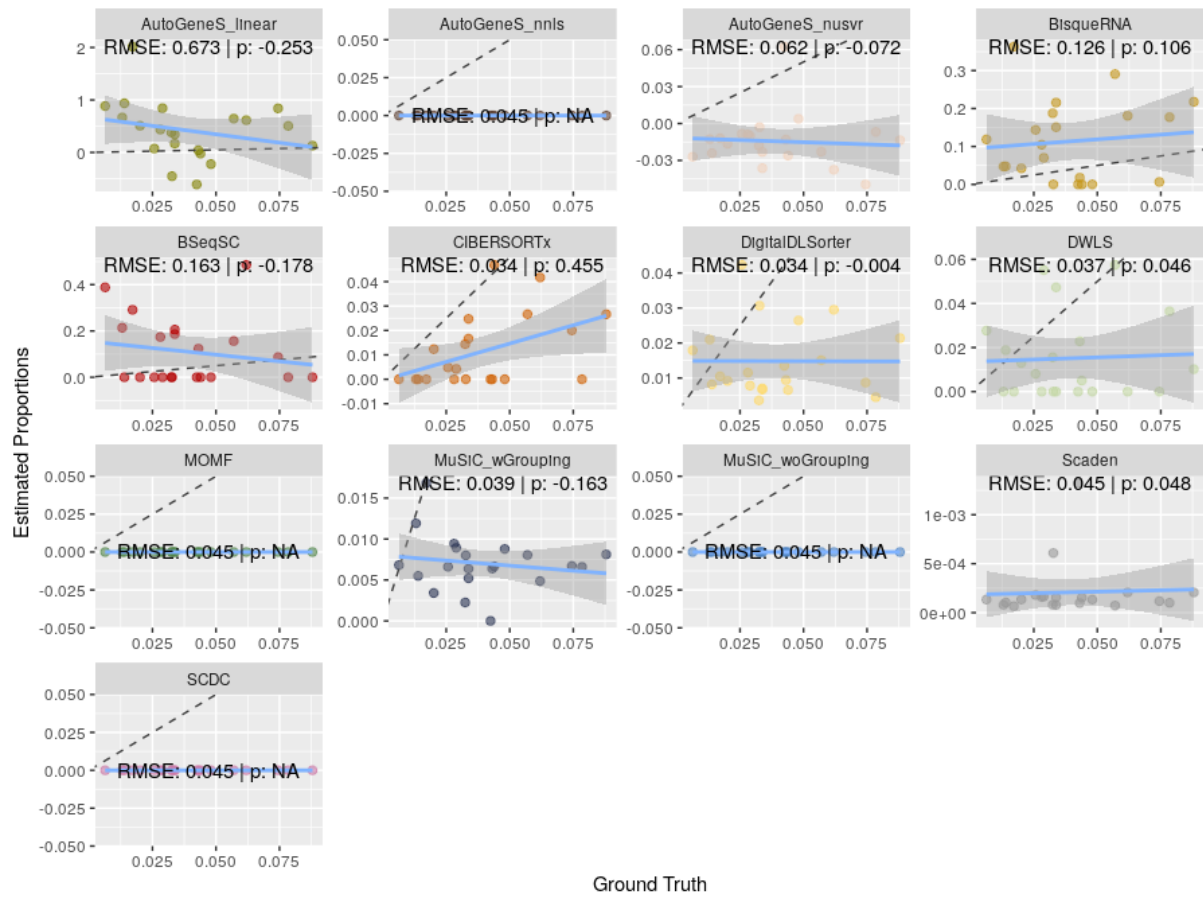 AutoGeneS_linear AutoGeneS_nnls AutoGeneS_nusvr BisqueRNA
RMSE: 0.673 | p: -0.253
2
1
0
0.025 0.050 0.075
RMSE: 0.045 | p: NA
0.050
0.025
0.000
-0.025
-0.050
0.025 0.050 0.075
RMSE: 0.062 | p: -0.072
0.06
0.03
0.00
-0.03
0.025 0.050 0.075
RMSE: 0.126 | p: 0.106
0.3
0.2
0.1
0.0
0.025 0.050 0.075
BSeqSC CIBERSORTx DigitalDLSorter DWLS
RMSE: 0.163 | p: -0.178
0.4
0.2
0.0
0.025 0.050 0.075
RMSE: 0.034 | p: 0.455
0.04
0.03
0.02
0.01
0.00
-0.01
0.025 0.050 0.075
RMSE: 0.034 | p: -0.004
0.04
0.03
0.02
0.01
0.025 0.050 0.075
RMSE: 0.037 | p: 0.046
0.06
0.04
0.02
0.00
0.025 0.050 0.075
MOMF MuSiC_wGrouping MuSiC_woGrouping Scaden
RMSE: 0.045 | p: NA
0.050
0.025
0.000
-0.025
-0.050
0.025 0.050 0.075
RMSE: 0.039 | p: -0.163
0.015
0.010
0.005
0.000
0.025 0.050 0.075
RMSE: 0.045 | p: NA
0.050
0.025
0.000
-0.025
-0.050
0.025 0.050 0.075
RMSE: 0.045 | p: 0.048
1e-03
5e-04
0e+00
0.025 0.050 0.075
SCDC
RMSE: 0.045 | p: NA
0.050
0.025
0.000
-0.025
-0.050
0.025 0.050 0.075
Estimated Proportions
Ground Truth